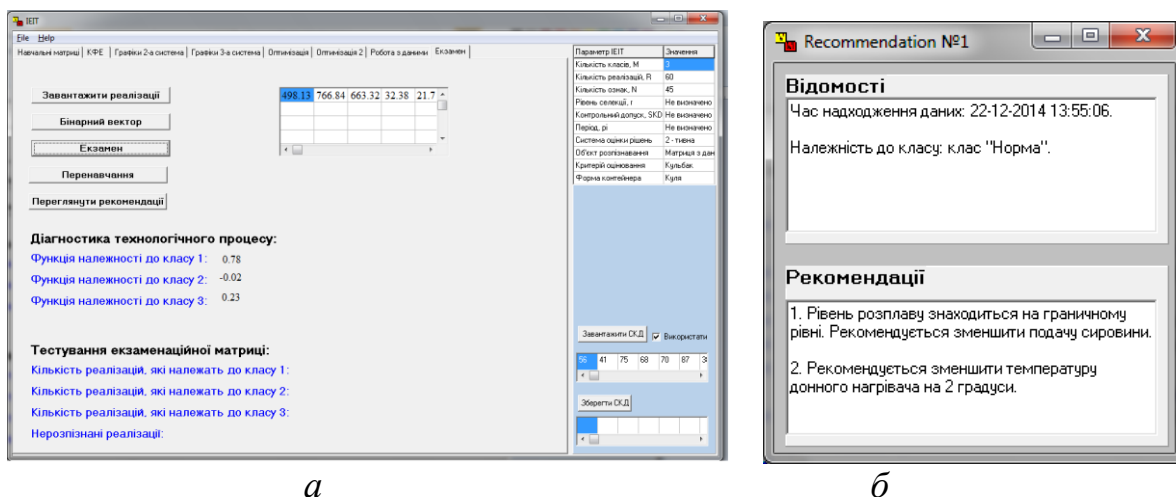 IEIT
File Help
Навчальні матриці КФЕ Графіки 2-а система Графіки 3-а система Оптимізація Оптимізація 2 Робота з даними Екзамен
Завантажити реалізації
Бінарний вектор
Екзамен
Перенавчання
Переглянути рекомендації
498.13 766.84 663.32 32.38 21.7
Діагностика технологічного процесу:
Функція належності до класу 1: 0.78
Функція належності до класу 2: -0.02
Функція належності до класу 3: 0.23
Тестування екзаменаційної матриці:
Кількість реалізацій, які належать до класу 1:
Кількість реалізацій, які належать до класу 2:
Кількість реалізацій, які належать до класу 3:
Нерозпізнані реалізації:
Параметр IEIT Значення
Кількість класів, M 3
Кількість реалізацій, R 60
Кількість ознак, N 45
Рівень селекції, r Не визначено
Контрольний допуск, SKD Не визначено
Період, pi Не визначено
Система оцінки рішень 2 - тивна
Об'єкт розпізнавання Матриця з дан
Критерій оцінювання Кульбак
Форма контейнера Куля
Завантажити СКД Використати
56 41 75 68 70 87
Зберегти СКД
а
Recommendation №1
Відомості
Час надходження даних: 22-12-2014 13:55:06.
Належність до класу: клас "Норма".
Рекомендації
1. Рівень розплаву знаходиться на граничному
рівні. Рекомендується зменшити подачу сировини.
2. Рекомендується зменшити температуру
донного нагрівача на 2 градуси.
б